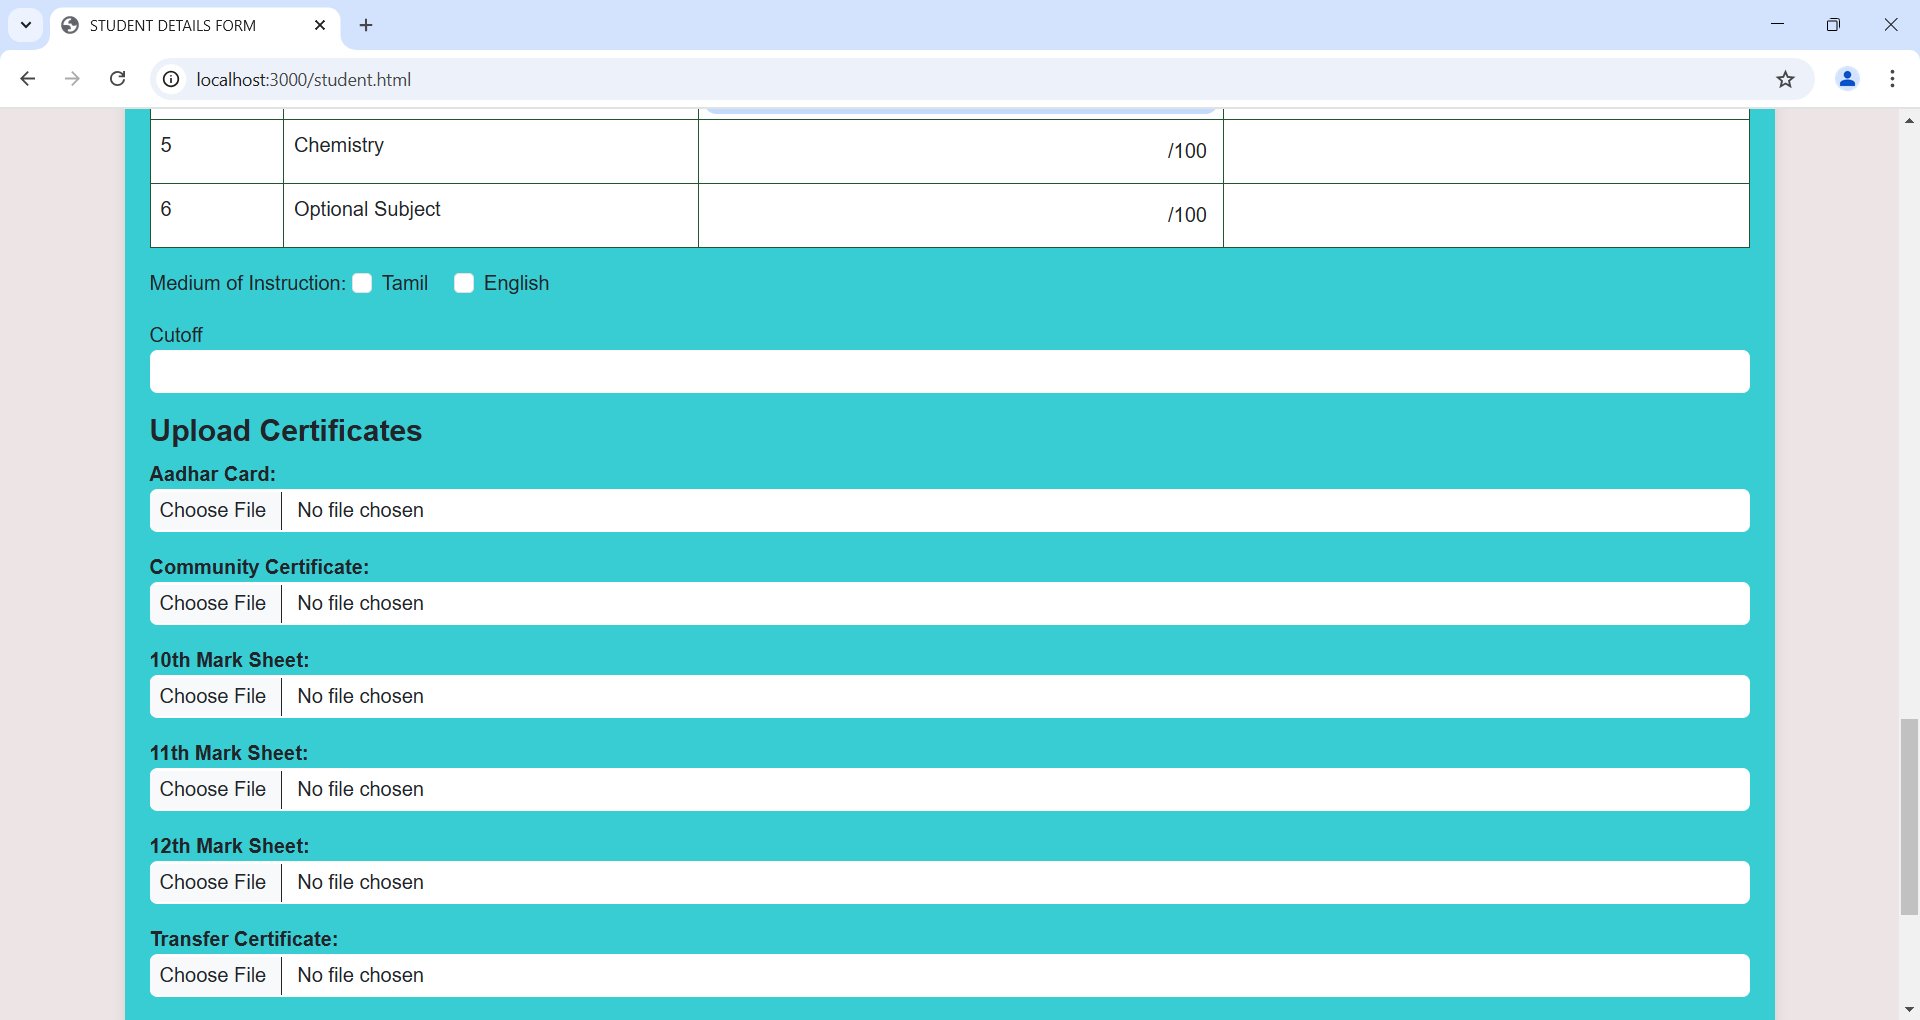 STUDENT DETAILS FORM
localhost:3000/student.html
5 Chemistry /100
6 Optional Subject /100
Medium of Instruction: Tamil English
Cutoff
Upload Certificates
Aadhar Card:
Choose File No file chosen
Community Certificate:
Choose File No file chosen
10th Mark Sheet:
Choose File No file chosen
11th Mark Sheet:
Choose File No file chosen
12th Mark Sheet:
Choose File No file chosen
Transfer Certificate:
Choose File No file chosen